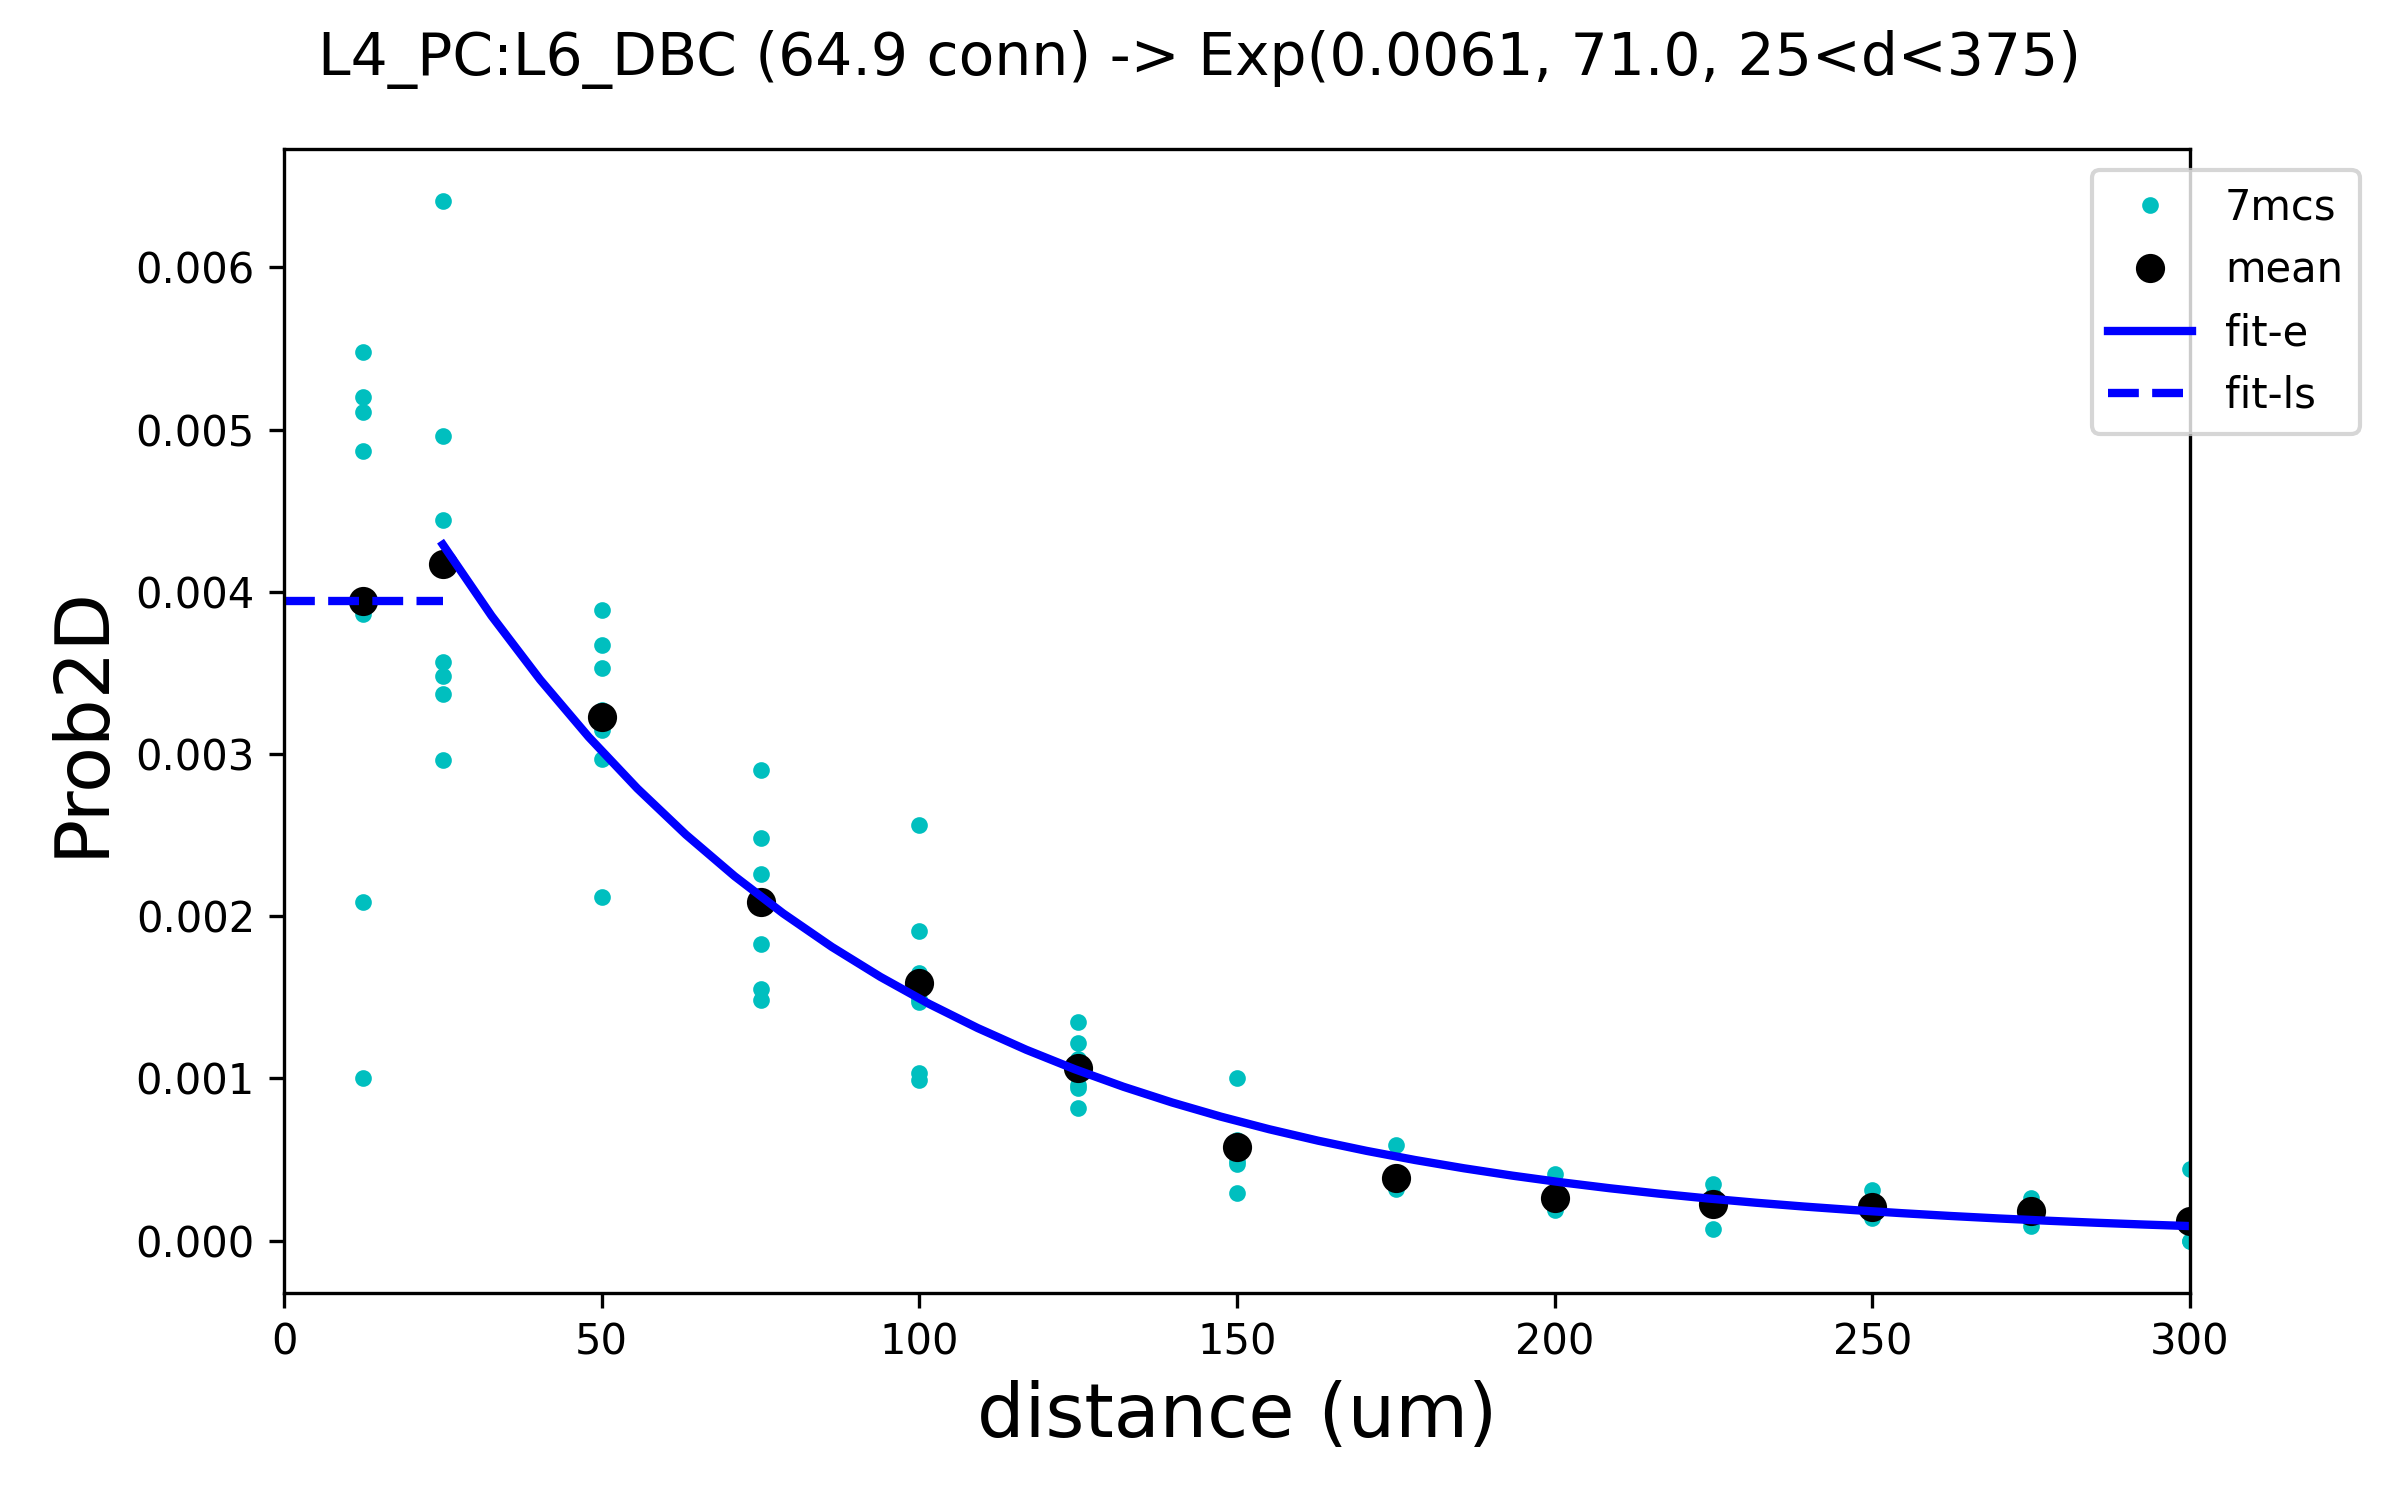 L4_PC:L6_DBC (64.9 conn) -> Exp(0.0061, 71.0, 25<d<375)
7mcs
mean
fit-e
fit-ls
Prob2D
0.006
0.005
0.004
0.003
0.002
0.001
0.000
0 50 100 150 200 250 300
distance (um)